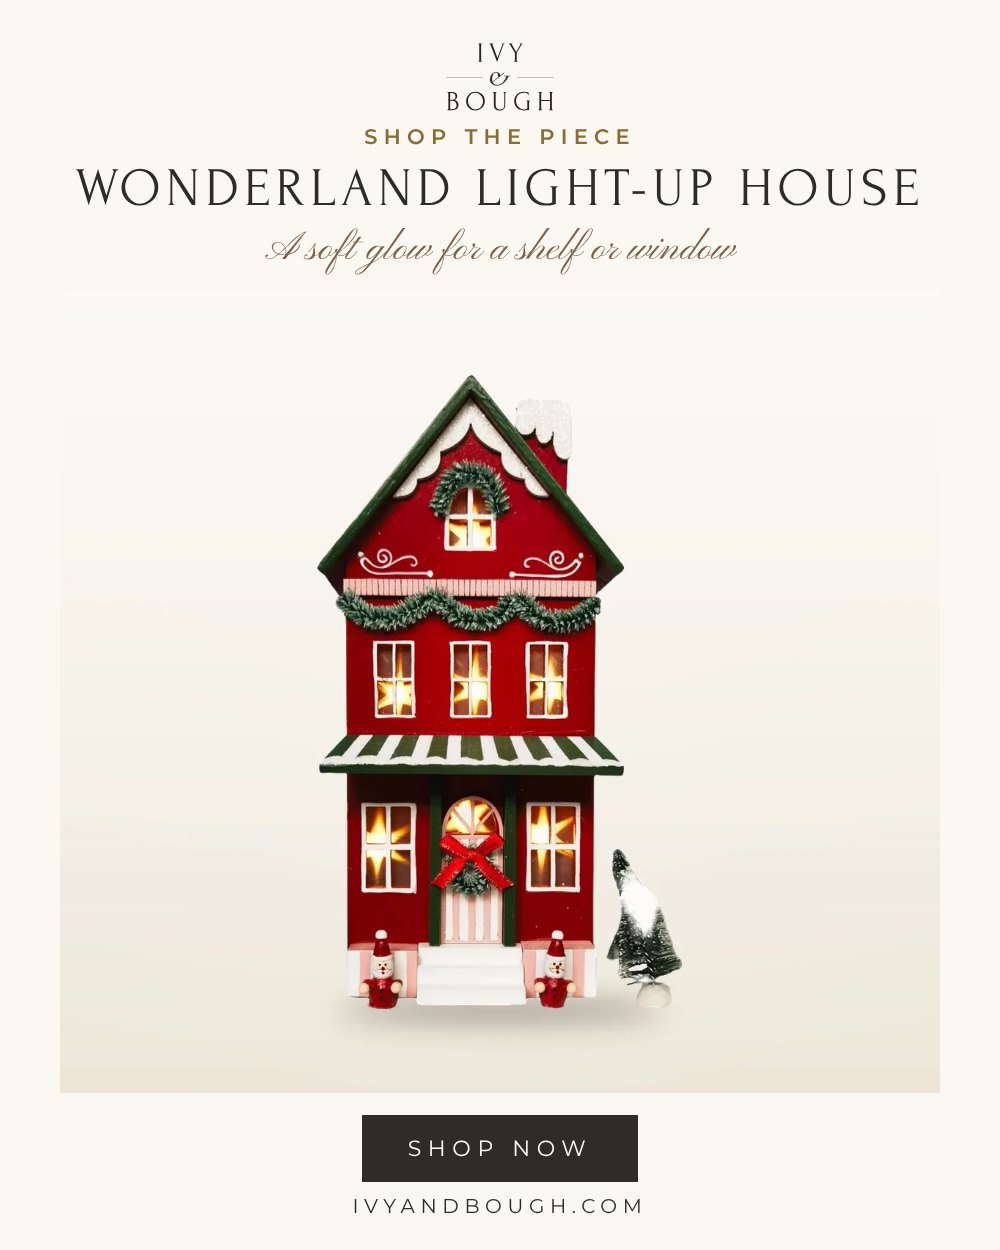 IVY
&
BOUGH
SHOP THE PIECE
WONDERLAND LIGHT-UP HOUSE
A soft glow for a shelf or window
SHOP NOW
IVYANDBOUGH.COM